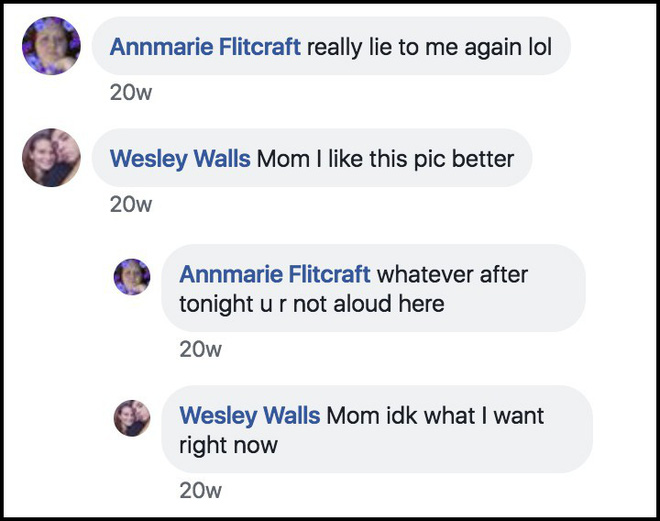 Annmarie Flitcraft really lie to me again lol
20w
Wesley Walls Mom I like this pic better
20w
Annmarie Flitcraft whatever after
tonight u r not aloud here
20w
Wesley Walls Mom idk what I want
right now
20w